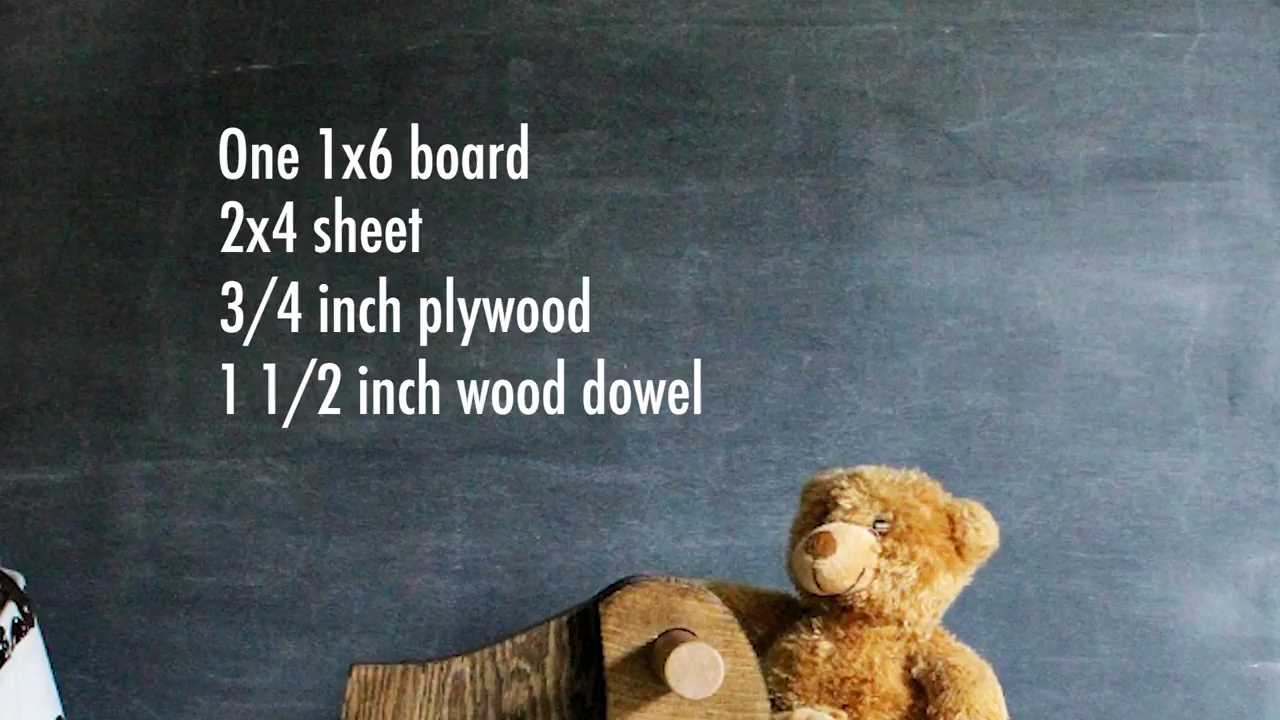 One 1x6 board
2x4 sheet
3/4 inch plywood
1 1/2 inch wood dowel